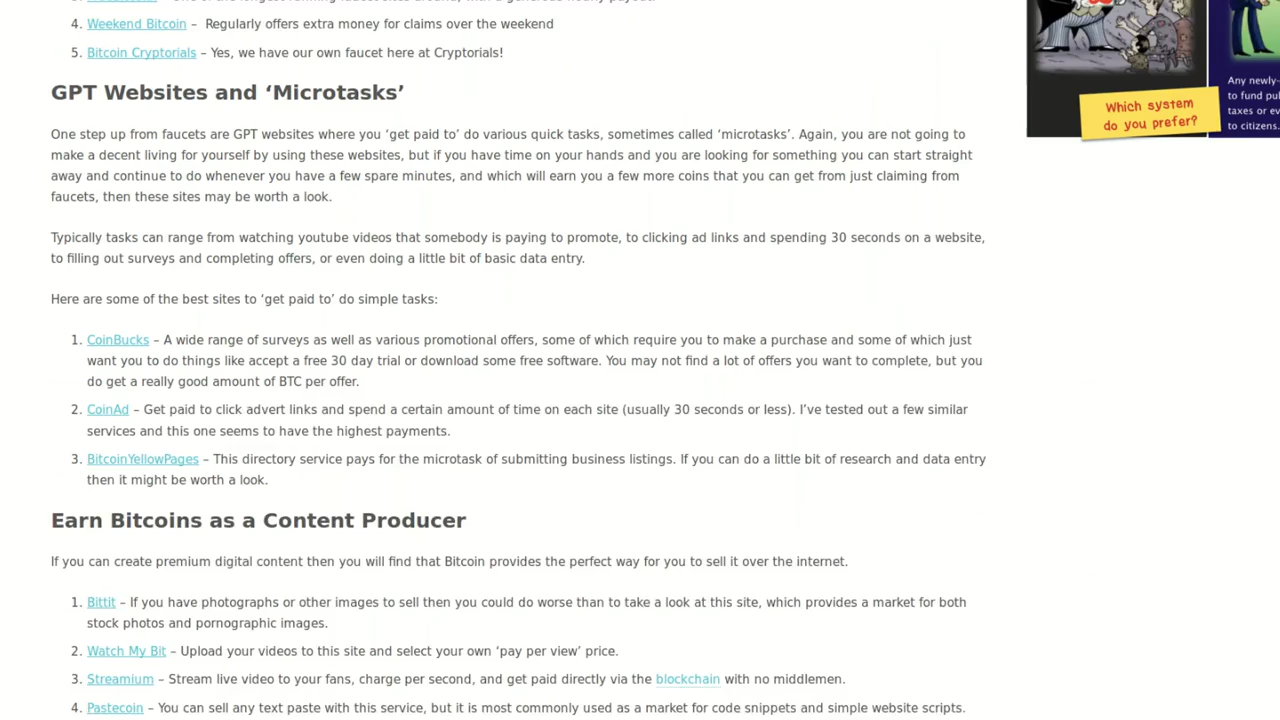 4. Weekend Bitcoin – Regularly offers extra money for claims over the weekend
5. Bitcoin Cryptorials – Yes, we have our own faucet here at Cryptorials!
GPT Websites and ‘Microtasks’
One step up from faucets are GPT websites where you ‘get paid to’ do various quick tasks, sometimes called ‘microtasks’. Again, you are not going to
make a decent living for yourself by using these websites, but if you have time on your hands and you are looking for something you can start straight
away and continue to do whenever you have a few spare minutes, and which will earn you a few more coins that you can get from just claiming from
faucets, then these sites may be worth a look.
Typically tasks can range from watching youtube videos that somebody is paying to promote, to clicking ad links and spending 30 seconds on a website,
to filling out surveys and completing offers, or even doing a little bit of basic data entry.
Here are some of the best sites to ‘get paid to’ do simple tasks:
1. CoinBucks – A wide range of surveys as well as various promotional offers, some of which require you to make a purchase and some of which just
want you to do things like accept a free 30 day trial or download some free software. You may not find a lot of offers you want to complete, but you
do get a really good amount of BTC per offer.
2. CoinAd – Get paid to click advert links and spend a certain amount of time on each site (usually 30 seconds or less). I’ve tested out a few similar
services and this one seems to have the highest payments.
3. BitcoinYellowPages – This directory service pays for the microtask of submitting business listings. If you can do a little bit of research and data entry
then it might be worth a look.
Earn Bitcoins as a Content Producer
If you can create premium digital content then you will find that Bitcoin provides the perfect way for you to sell it over the internet.
1. Bittit – If you have photographs or other images to sell then you could do worse than to take a look at this site, which provides a market for both
stock photos and pornographic images.
2. Watch My Bit – Upload your videos to this site and select your own ‘pay per view’ price.
3. Streamium – Stream live video to your fans, charge per second, and get paid directly via the blockchain with no middlemen.
4. Pastecoin – You can sell any text paste with this service, but it is most commonly used as a market for code snippets and simple website scripts.
Which system
do you prefer?
Any newly-
to fund pu
taxes or ev
to citizens.